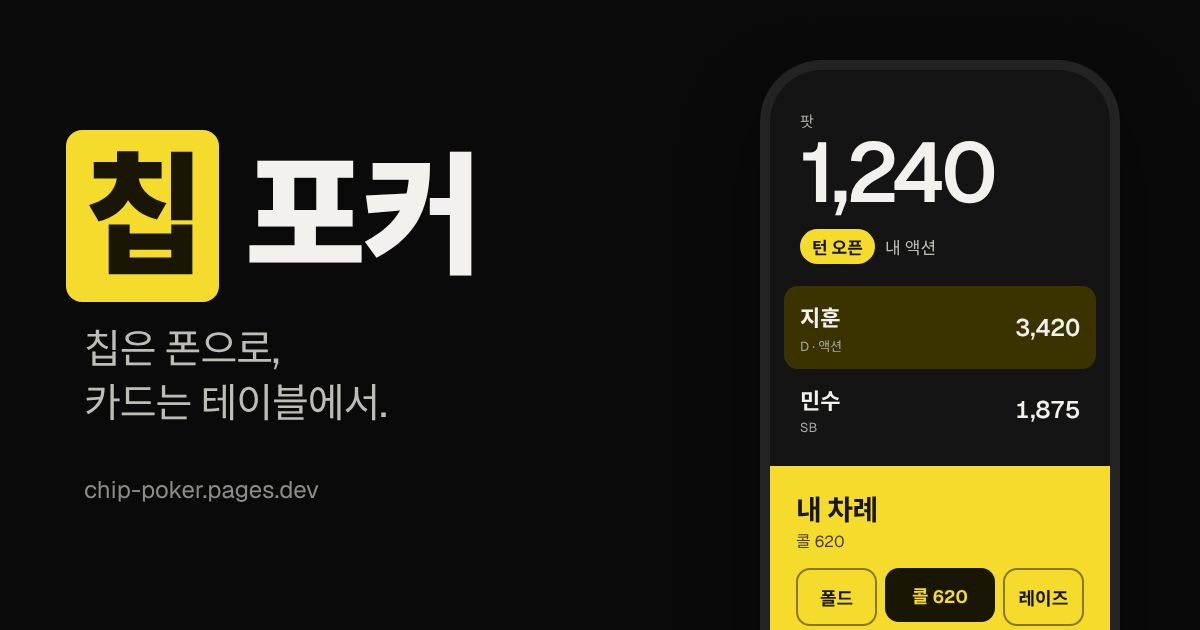 칩 포커
칩은 폰으로,
카드는 테이블에서.
chip-poker.pages.dev
팟
1,240
턴 오픈 내 액션
지훈 3,420
D · 액션
민수 1,875
SB
내 차례
콜 620
폴드 콜 620 레이즈